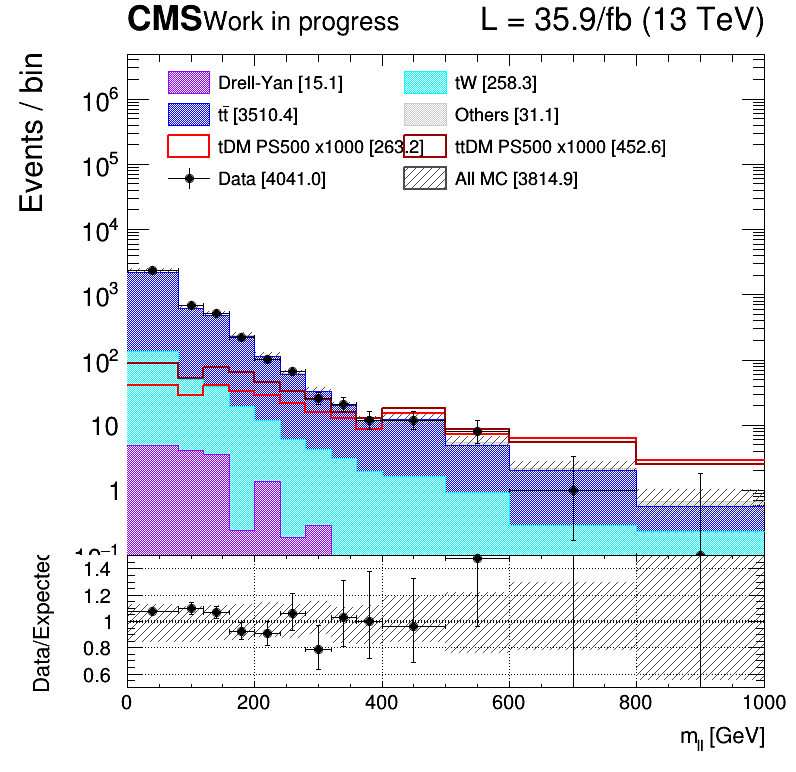 CMS Work in progress L = 35.9/fb (13 TeV)
Events / bin
Drell-Yan [15.1] tW [258.3]
tt̄ [3510.4] Others [31.1]
tDM PS500 x1000 [263.2] ttDM PS500 x1000 [452.6]
Data [4041.0] All MC [3814.9]
10⁶
10⁵
10⁴
10³
10²
10
1
10⁻¹
Data/Expected
1.4
1.2
1
0.8
0.6
0 200 400 600 800 1000
m_ll [GeV]